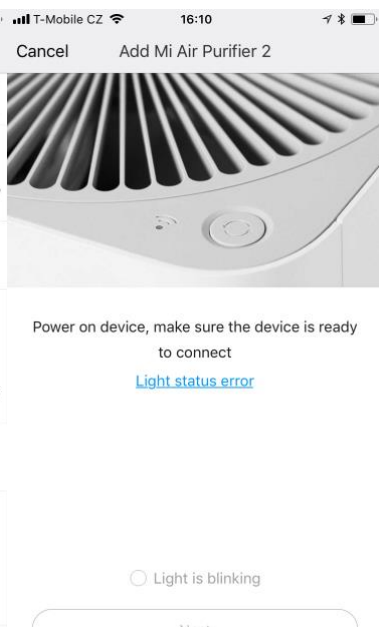 T-Mobile CZ 16:10
Cancel Add Mi Air Purifier 2
Power on device, make sure the device is ready
to connect
Light status error
Light is blinking